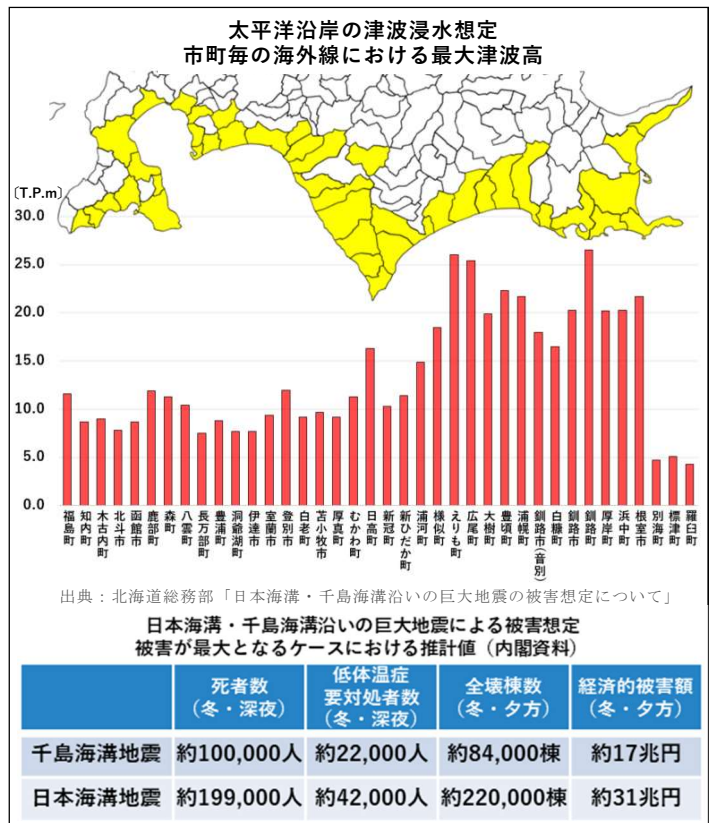 太平洋沿岸の津波浸水想定
市町毎の海外線における最大津波高
〔T.P.m〕
30.0
25.0
20.0
15.0
10.0
5.0
0.0
福島町
知内町
木古内町
北斗市
函館市
鹿部町
森町
八雲町
長万部町
豊浦町
洞爺湖町
伊達市
室蘭市
登別市
白老町
苫小牧市
厚真町
むかわ町
日高町
新冠町
新ひだか町
浦河町
様似町
えりも町
広尾町
大樹町
豊頃町
浦幌町
釧路市(音別)
白糠町
釧路市
釧路町
厚岸町
浜中町
根室市
別海町
標津町
羅臼町
出典：北海道総務部「日本海溝・千島海溝沿いの巨大地震の被害想定について」
日本海溝・千島海溝沿いの巨大地震による被害想定
被害が最大となるケースにおける推計値（内閣資料）
死者数
（冬・深夜）
低体温症
要対処者数
（冬・深夜）
全壊棟数
（冬・夕方）
経済的被害額
（冬・夕方）
千島海溝地震 約100,000人 約22,000人 約84,000棟 約17兆円
日本海溝地震 約199,000人 約42,000人 約220,000棟 約31兆円